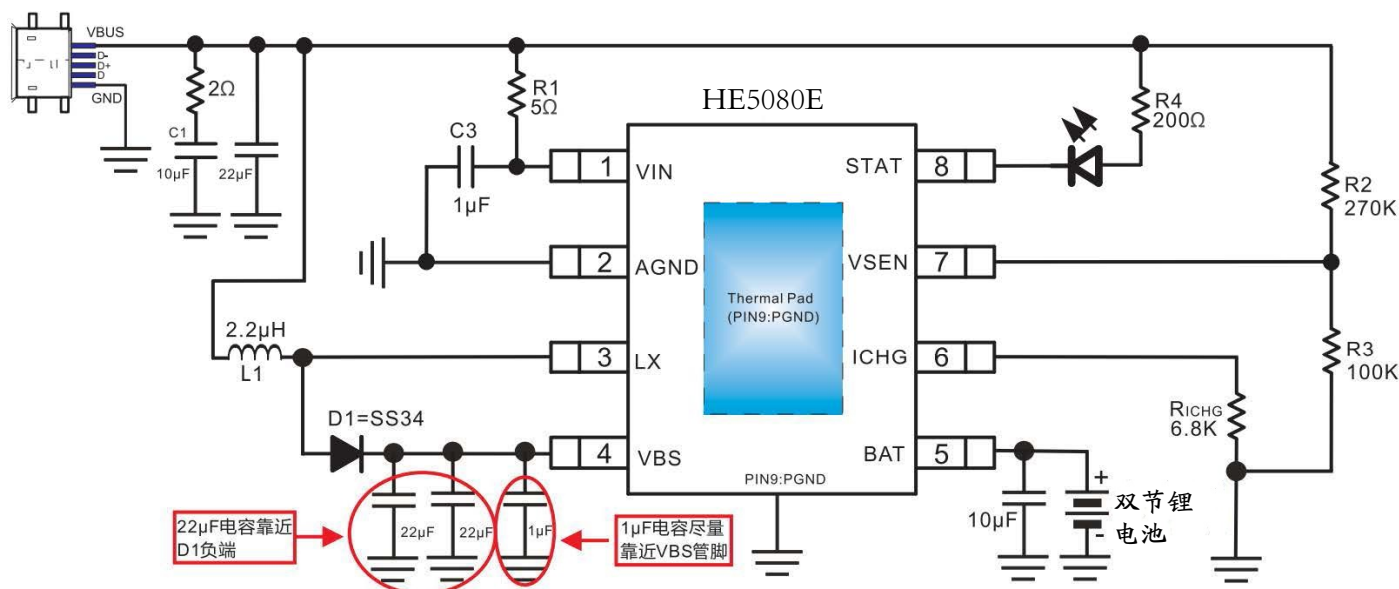 VBUS
D-
D+
D
GND
2Ω
C1
10μF
22μF
R1
5Ω
C3
1μF
HE5080E
R4
200Ω
R2
270K
R3
100K
2.2μH
L1
D1=SS34
1
VIN
2
AGND
3
LX
4
VBS
STAT
8
VSEN
7
ICHG
6
BAT
5
Thermal Pad
(PIN9:PGND)
PIN9:PGND
RICHG
6.8K
22μF
22μF
1μF
10μF
+
-
双节锂
电池
22μF电容靠近
D1负端
1μF电容尽量
靠近VBS管脚